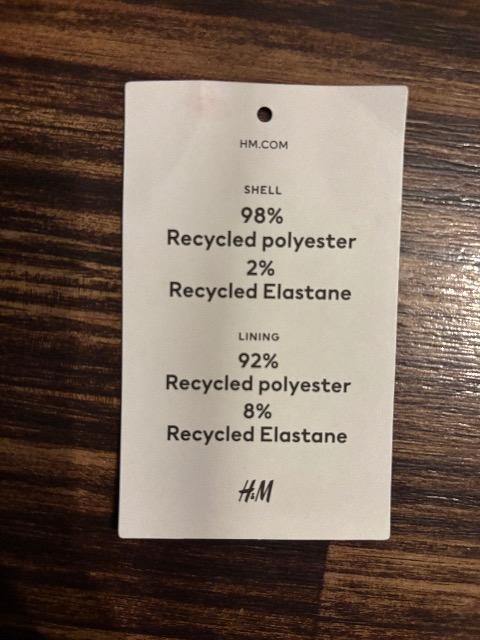 HM.COM
SHELL
98%
Recycled polyester
2%
Recycled Elastane
LINING
92%
Recycled polyester
8%
Recycled Elastane
H&M